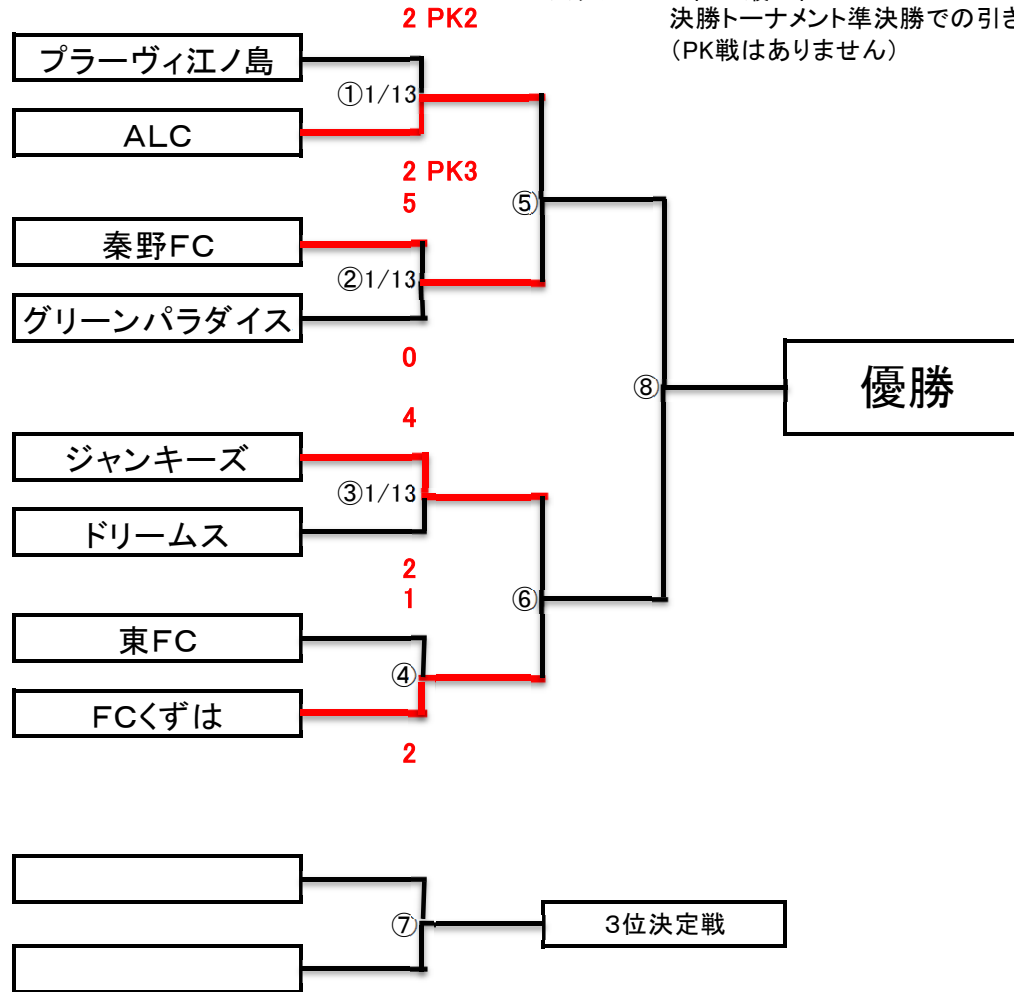 2 PK2
決勝トーナメント準決勝での引き
(PK戦はありません)
プラーヴィ江ノ島
①1/13
ALC
2 PK3
5
⑤
秦野FC
②1/13
グリーンパラダイス
0
⑧
優勝
4
ジャンキーズ
③1/13
ドリームス
2
1
⑥
東FC
④
FCくずは
2
⑦
3位決定戦